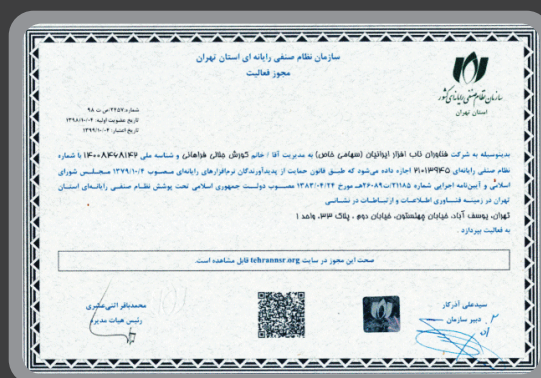 سازمان نظام صنفی رایانه ای استان تهران
مجوز فعالیت
سازمان نظام صنفی رایانه‌ای کشور
استان تهران
شماره: ۲۴۵۷/ص ت ۹۸
تاریخ عضویت اولیه: ۱۳۹۸/۱۰/۰۴
تاریخ اعتبار: ۱۳۹۹/۱۰/۰۴
بدینوسیله به شرکت فناوران ناب افزار ایرانیان (سهامی خاص) به مدیریت آقا / خانم کورش جلالی فراهانی و شناسه ملی ۱۴۰۰۸۴۶۸۱۴۲ با شماره
نظام صنفی رایانه‌ای ۲۱۰۱۳۹۴۵ اجازه داده می‌شود که طبق قانون حمایت از پدیدآورندگان نرم‌افزارهای رایانه‌ای مصوب ۱۳۷۹/۱۰/۴ مجلس شورای
اسلامی و آیین‌نامه اجرایی شماره ۲۱۱۸۵/ت۲۶۰۸۹هـ مورخ ۱۳۸۳/۰۴/۲۴ مصوب دولت جمهوری اسلامی تحت پوشش نظام صنفی رایانه‌ای استان
تهران در زمینه فناوری اطلاعات و ارتباطات در نشانی
تهران، یوسف آباد، خیابان چهلستون، خیابان دوم ، پلاک ۳۳، واحد ۱
به فعالیت بپردازد .
صحت این مجوز در سایت tehrannsr.org قابل مشاهده است.
سیدعلی آذرکار
دبیر سازمان
محمدباقر اثنی‌عشری
رئیس هیات مدیره